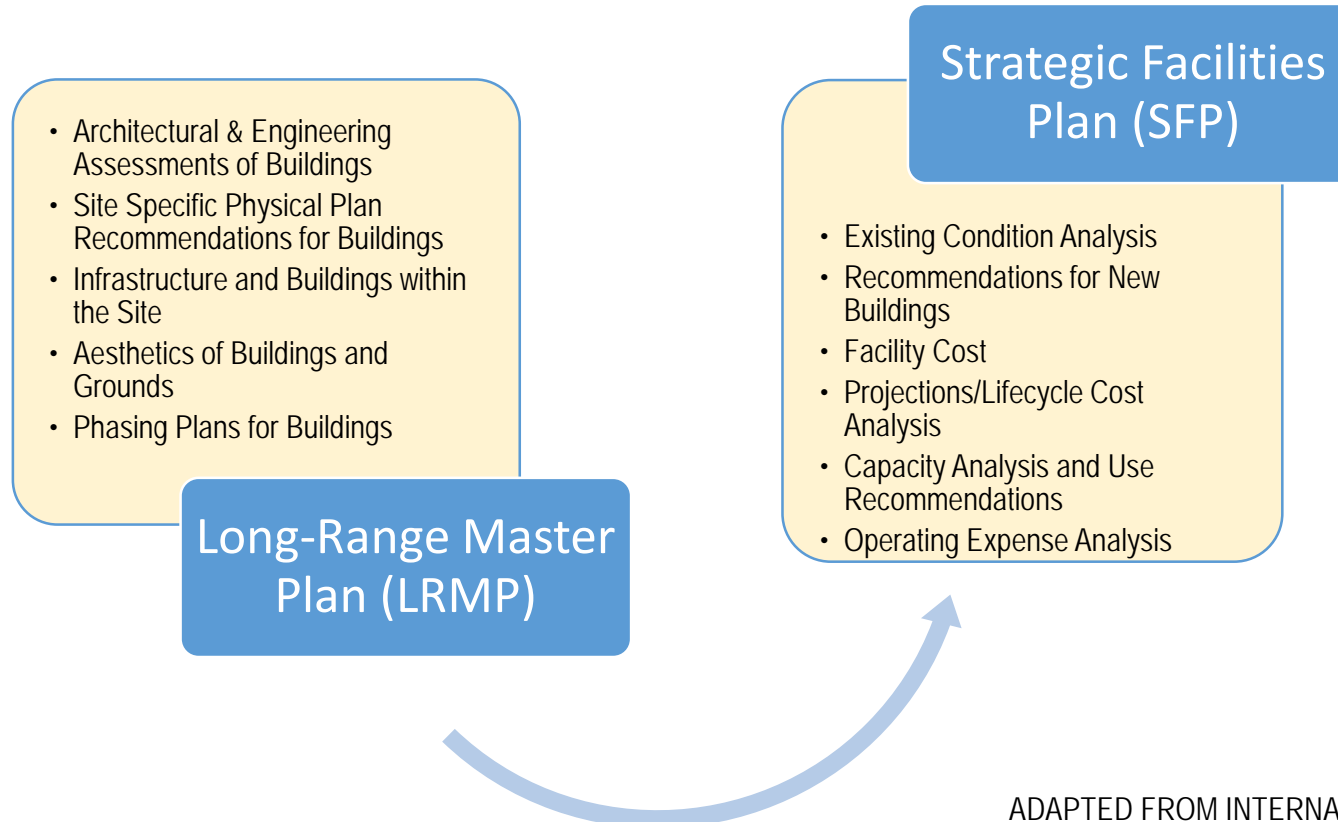 • Architectural & Engineering
Assessments of Buildings
• Site Specific Physical Plan
Recommendations for Buildings
• Infrastructure and Buildings within
the Site
• Aesthetics of Buildings and
Grounds
• Phasing Plans for Buildings
Long-Range Master
Plan (LRMP)
Strategic Facilities
Plan (SFP)
• Existing Condition Analysis
• Recommendations for New
Buildings
• Facility Cost
• Projections/Lifecycle Cost
Analysis
• Capacity Analysis and Use
Recommendations
• Operating Expense Analysis
ADAPTED FROM INTERNA